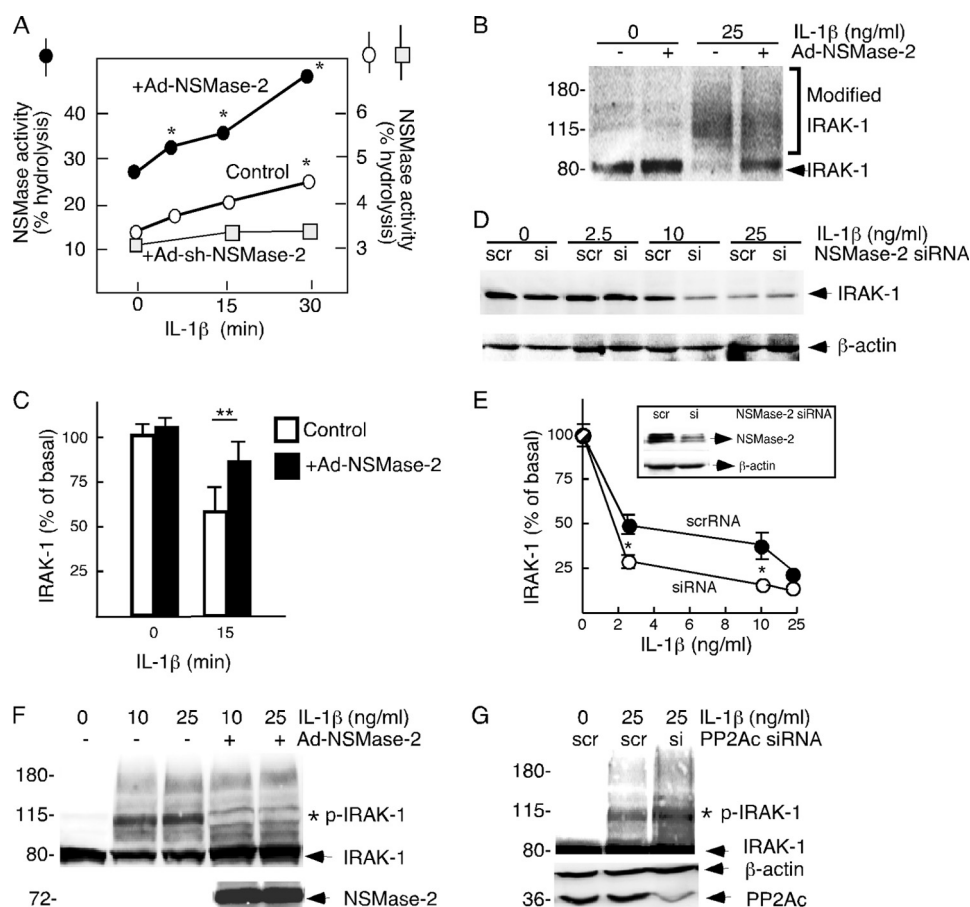 A
NSMase activity
(% hydrolysis)
40
30
20
10
+Ad-NSMase-2
*
*
*
Control
*
+Ad-sh-NSMase-2
6
5
4
3
NSMase activity
(% hydrolysis)
0 15 30
IL-1β (min)
B
0 25 IL-1β (ng/ml)
- + - + Ad-NSMase-2
180-
115-
80-
Modified
IRAK-1
IRAK-1
D
0 2.5 10 25 IL-1β (ng/ml)
scr si scr si scr si scr si NSMase-2 siRNA
IRAK-1
β-actin
C
IRAK-1 (% of basal)
100
75
50
25
**
Control
+Ad-NSMase-2
0 15
IL-1β (min)
E
IRAK-1 (% of basal)
100
75
50
25
scr si NSMase-2 siRNA
NSMase-2
β-actin
scrRNA
*
*
siRNA
0 2 4 6 8 10 25
IL-1β (ng/ml)
F
0 10 25 10 25 IL-1β (ng/ml)
- - - + + Ad-NSMase-2
180-
115-
* p-IRAK-1
80-
IRAK-1
72-
NSMase-2
G
0 25 25 IL-1β (ng/ml)
scr scr si PP2Ac siRNA
180-
115-
* p-IRAK-1
80-
IRAK-1
β-actin
36-
PP2Ac